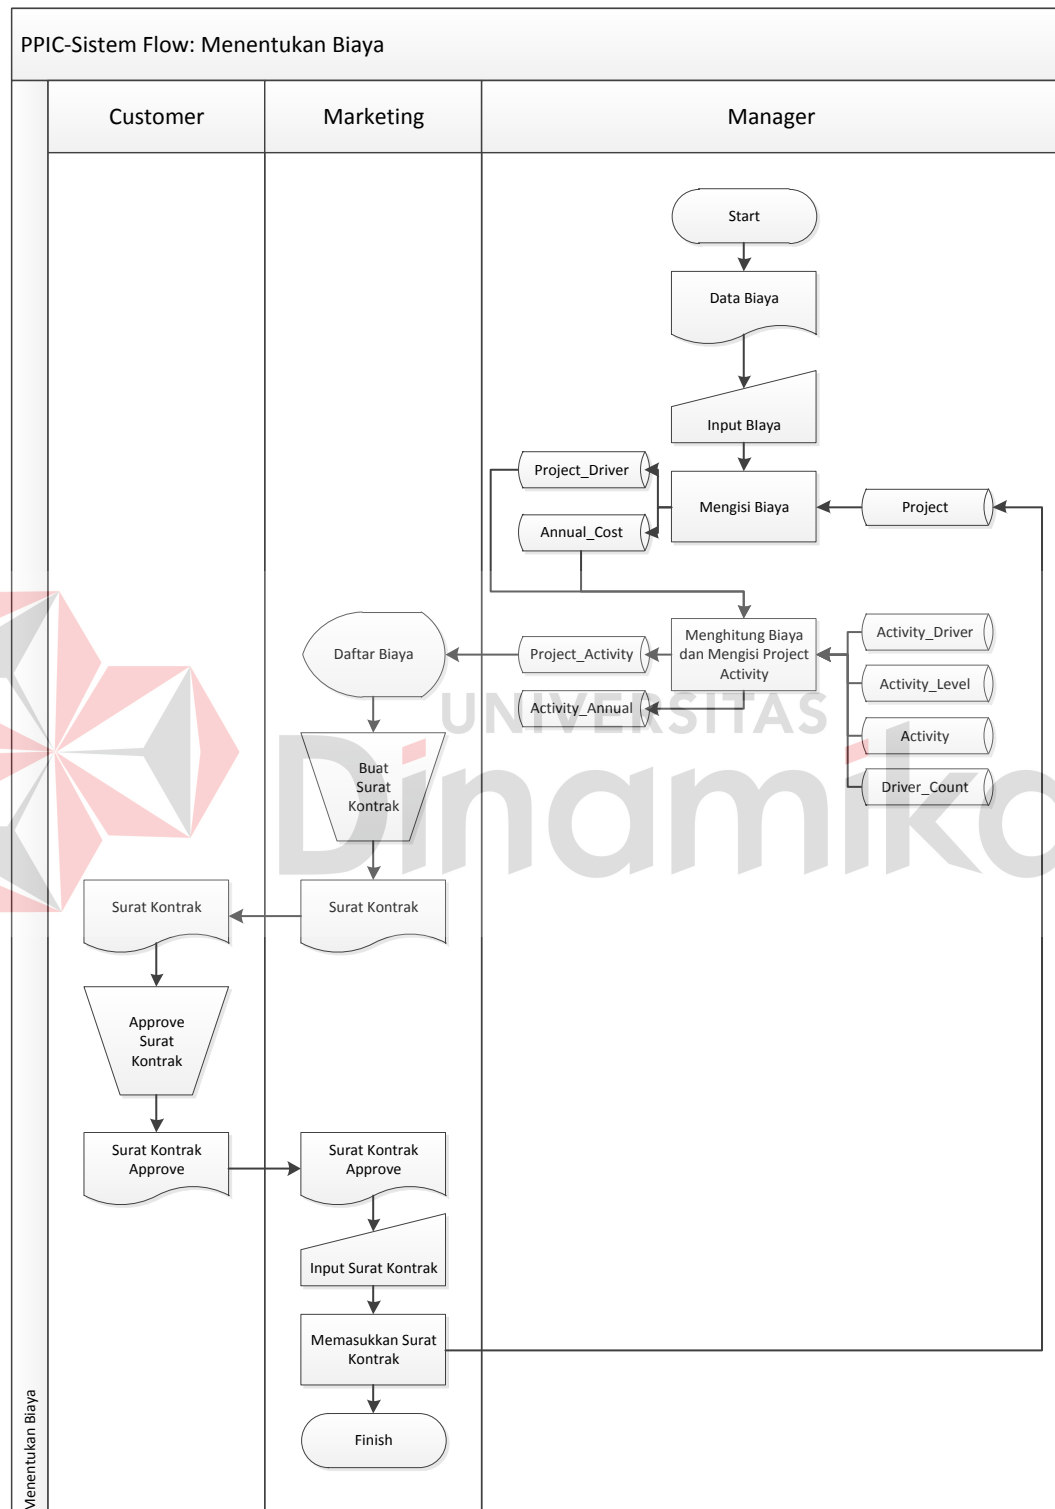 PPIC-Sistem Flow: Menentukan Biaya
Customer
Marketing
Manager
Start
Data Biaya
Input BIaya
Project_Driver
Mengisi Biaya
Project
Annual_Cost
Daftar Biaya
Project_Activity
Menghitung Biaya
dan Mengisi Project
Activity
Activity_Driver
Activity_Level
Activity_Annual
Activity
Driver_Count
UNIVERSITAS
Dinamika
Buat
Surat
Kontrak
Surat Kontrak
Surat Kontrak
Approve
Surat
Kontrak
Surat Kontrak
Approve
Surat Kontrak
Approve
Input Surat Kontrak
Memasukkan Surat
Kontrak
Finish
Menentukan Biaya